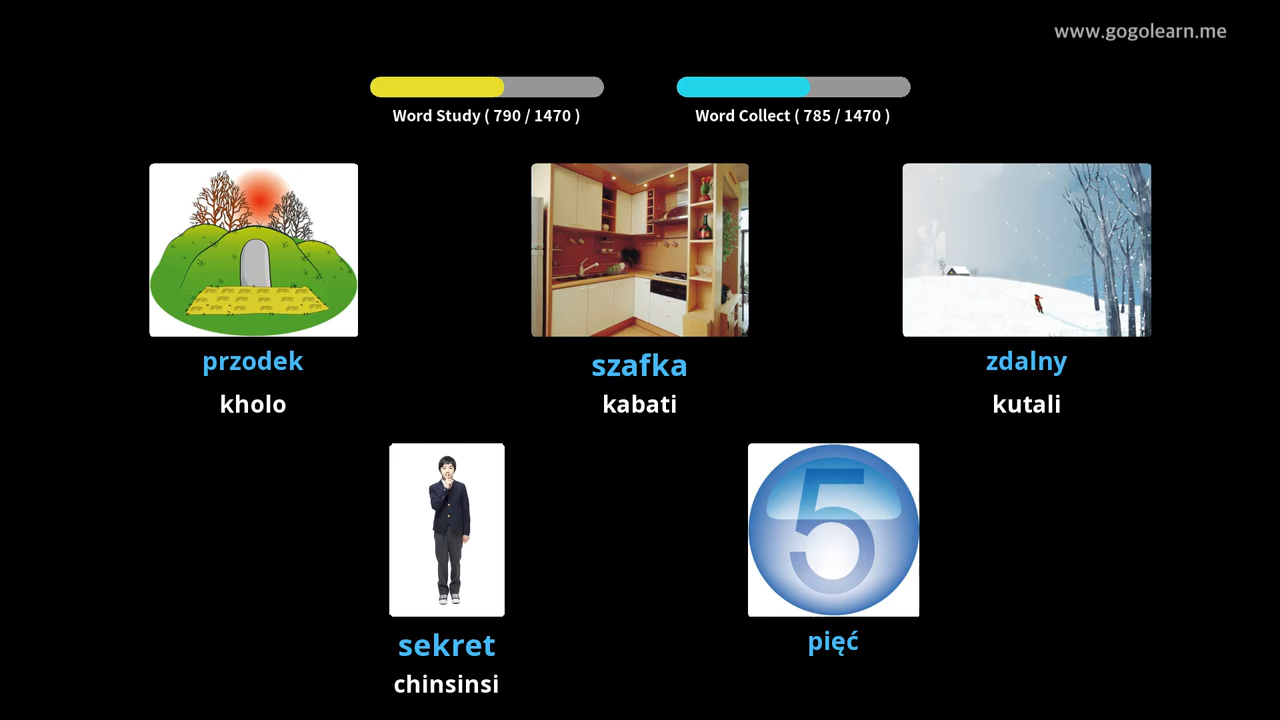 www.gogolearn.me
Word Study ( 790 / 1470 )
Word Collect ( 785 / 1470 )
przodek
szafka
zdalny
kholo
kabati
kutali
5
sekret
pięć
chinsinsi